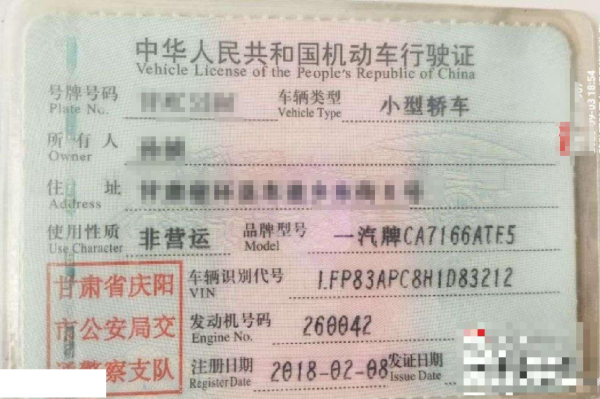 中华人民共和国机动车行驶证
Vehicle License of the People's Republic of China
号牌号码 车辆类型 小型轿车
Plate No. Vehicle Type
所有人
Owner
住址
Address
使用性质 非营运 品牌型号 一汽牌CA7166ATE5
Use Character Model
甘肃省庆阳
市公安局交
警察支队
车辆识别代号 LFP83APC8H1D83212
VIN
发动机号码 260042
Engine No.
注册日期 2018-02-08 发证日期
Register Date Issue Date